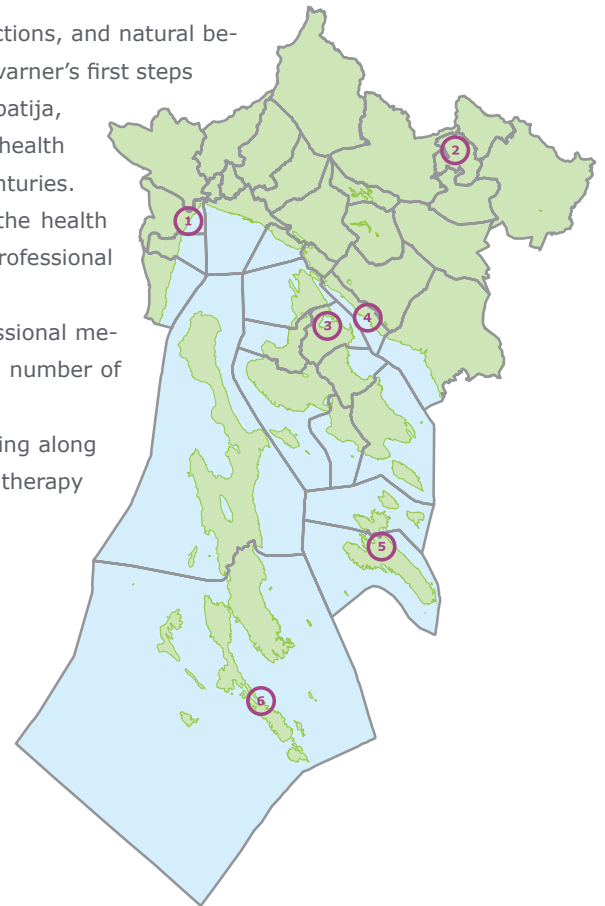 ctions, and natural be-
varner’s first steps
patija,
health
nturies.
the health
rofessional
ssional me-
number of
ing along
therapy
1
2
3
4
5
6